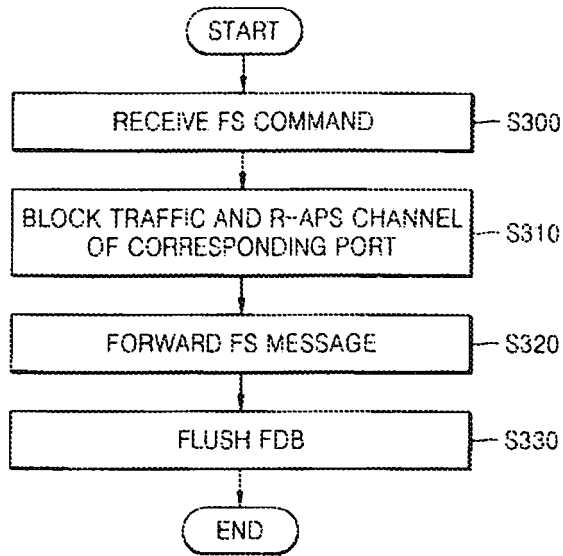 START
RECEIVE FS COMMAND
S300
BLOCK TRAFFIC AND R-APS CHANNEL
OF CORRESPONDING PORT
S310
FORWARD FS MESSAGE
S320
FLUSH FDB
S330
END